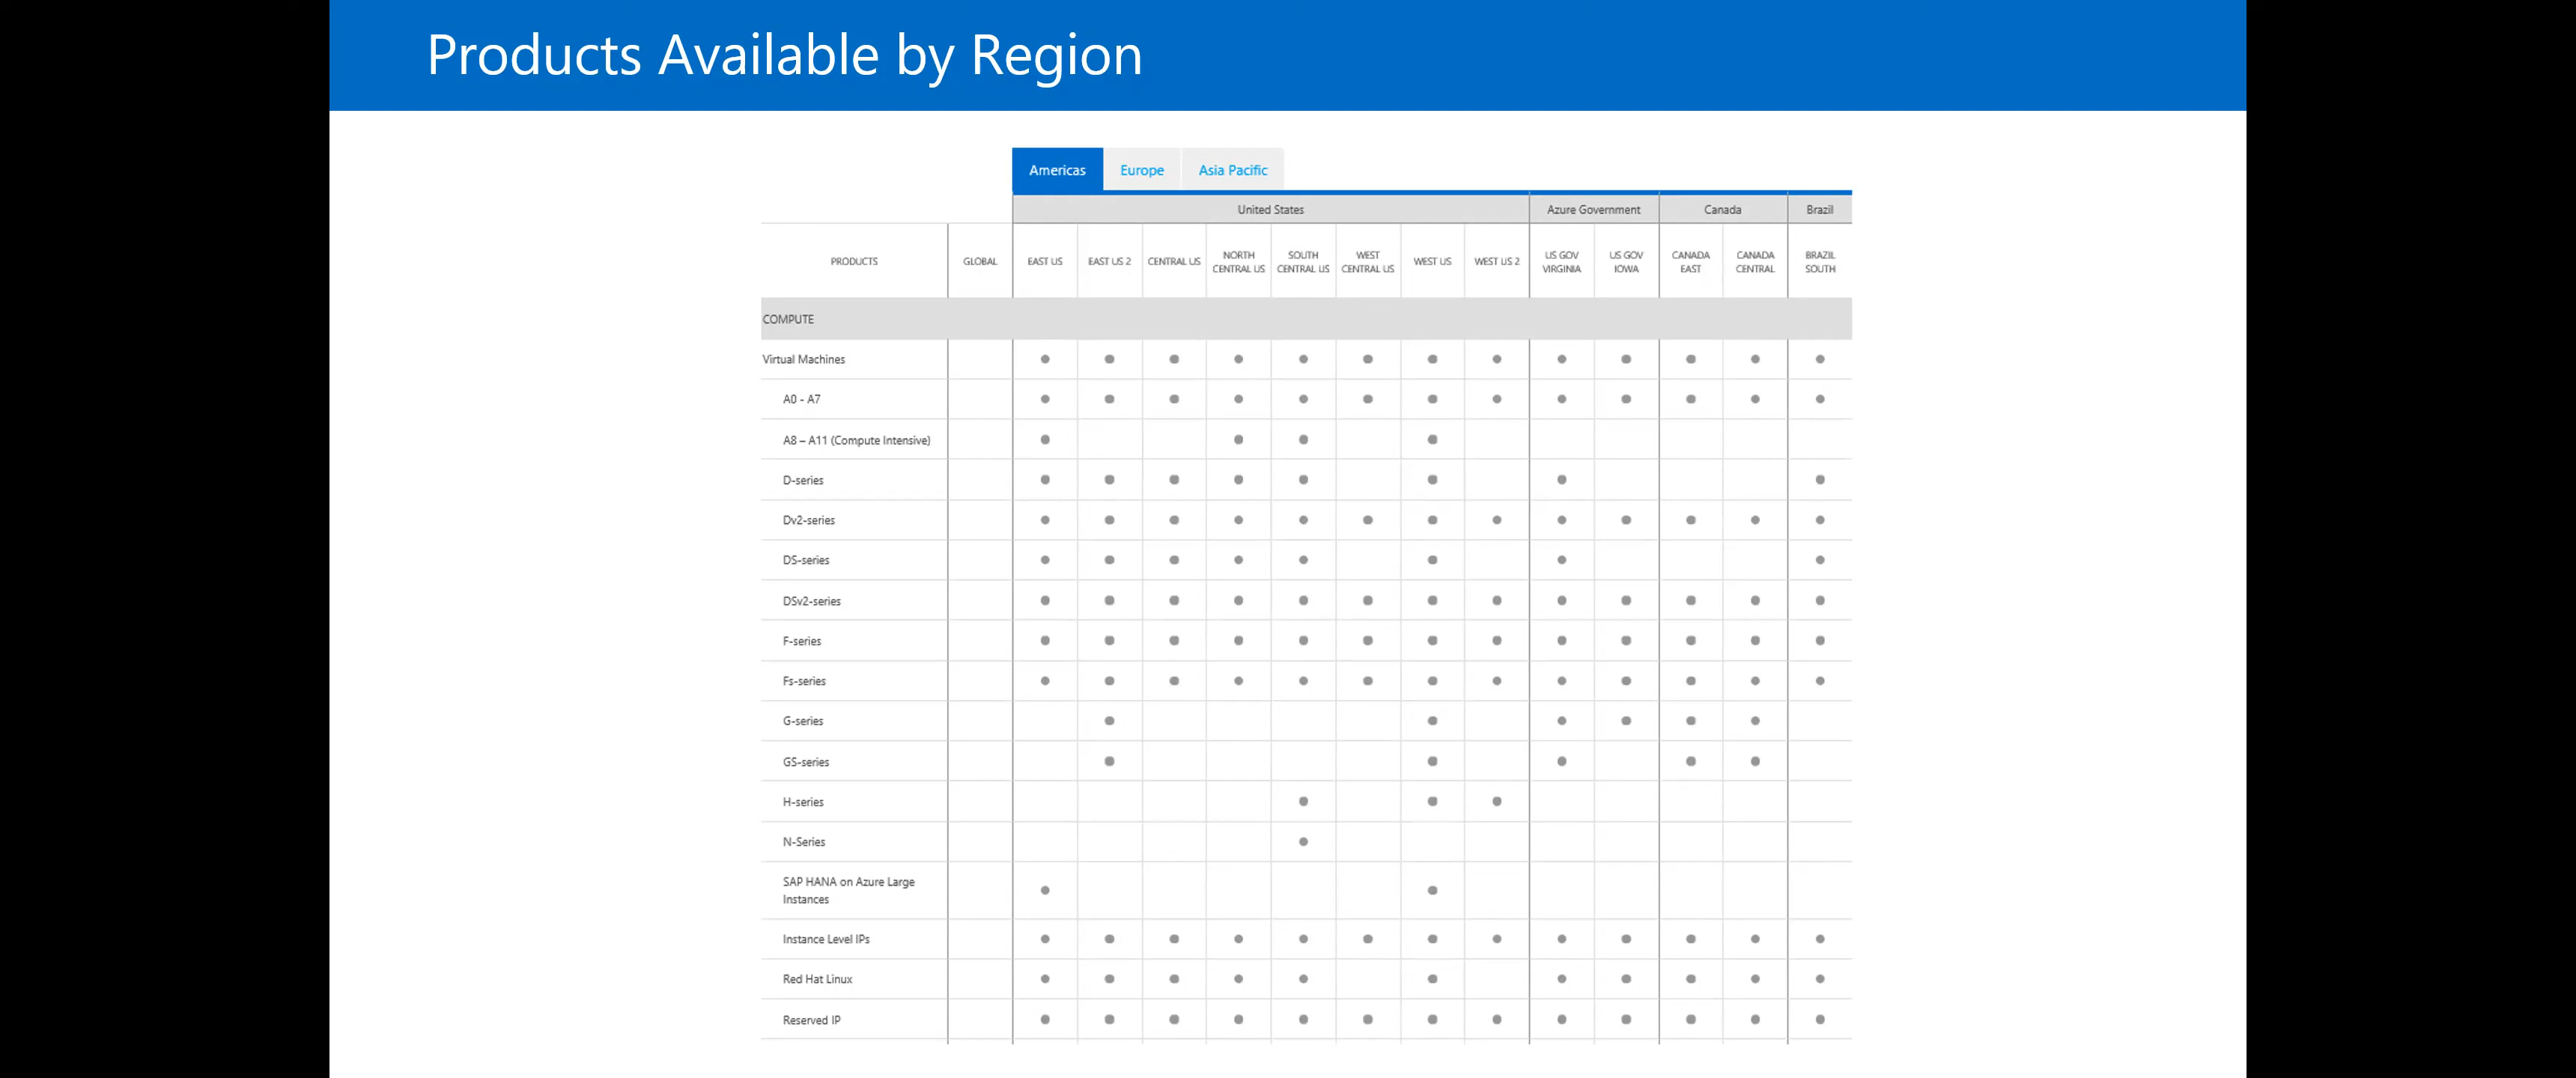 Products Available by Region
Americas Europe Asia Pacific
United States Azure Government Canada Brazil
PRODUCTS GLOBAL EAST US EAST US 2 CENTRAL US NORTH CENTRAL US SOUTH CENTRAL US WEST CENTRAL US WEST US WEST US 2 US GOV VIRGINIA US GOV IOWA CANADA EAST CANADA CENTRAL BRAZIL SOUTH
COMPUTE
Virtual Machines
A0 - A7
A8 – A11 (Compute Intensive)
D-series
Dv2-series
DS-series
DSv2-series
F-series
Fs-series
G-series
GS-series
H-series
N-Series
SAP HANA on Azure Large
Instances
Instance Level IPs
Red Hat Linux
Reserved IP